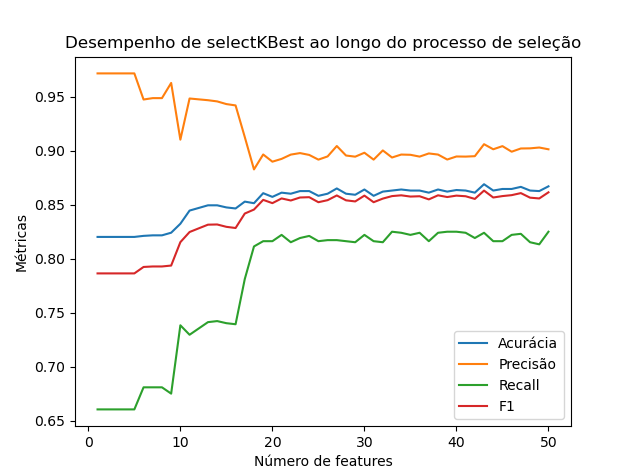 Desempenho de selectKBest ao longo do processo de seleção
Métricas
0.95
0.90
0.85
0.80
0.75
0.70
0.65
0
10
20
30
40
50
Número de features
Acurácia
Precisão
Recall
F1